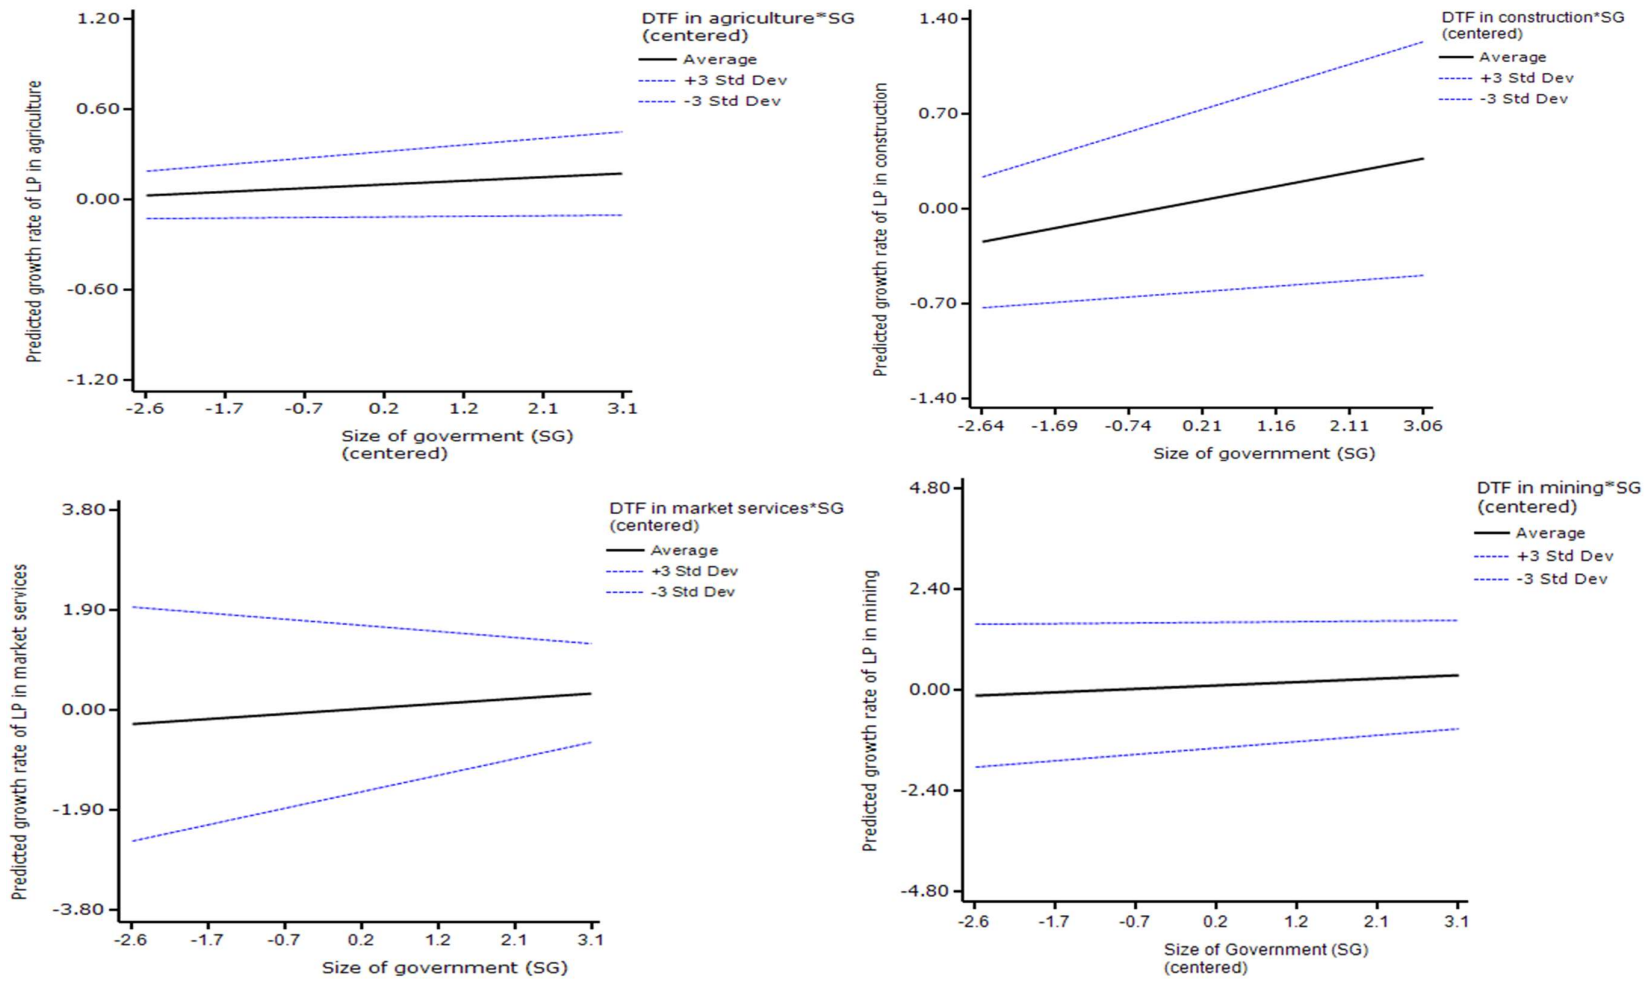 DTF in agriculture*SG
(centered)
Average
+3 Std Dev
-3 Std Dev
Predicted growth rate of LP in agriculture
1.20
0.60
0.00
-0.60
-1.20
-2.6 -1.7 -0.7 0.2 1.2 2.1 3.1
Size of goverment (SG)
(centered)
DTF in construction*SG
(centered)
Average
+3 Std Dev
-3 Std Dev
Predicted growth rate of LP in construction
1.40
0.70
0.00
-0.70
-1.40
-2.64 -1.69 -0.74 0.21 1.16 2.11 3.06
Size of government (SG)
DTF in market services*SG
(centered)
Average
+3 Std Dev
-3 Std Dev
Predicted growth rate of LP in market services
3.80
1.90
0.00
-1.90
-3.80
-2.6 -1.7 -0.7 0.2 1.2 2.1 3.1
Size of government (SG)
DTF in mining*SG
(centered)
Average
+3 Std Dev
-3 Std Dev
Predicted growth rate of LP in mining
4.80
2.40
0.00
-2.40
-4.80
-2.6 -1.7 -0.7 0.2 1.2 2.1 3.1
Size of Government (SG)
(centered)